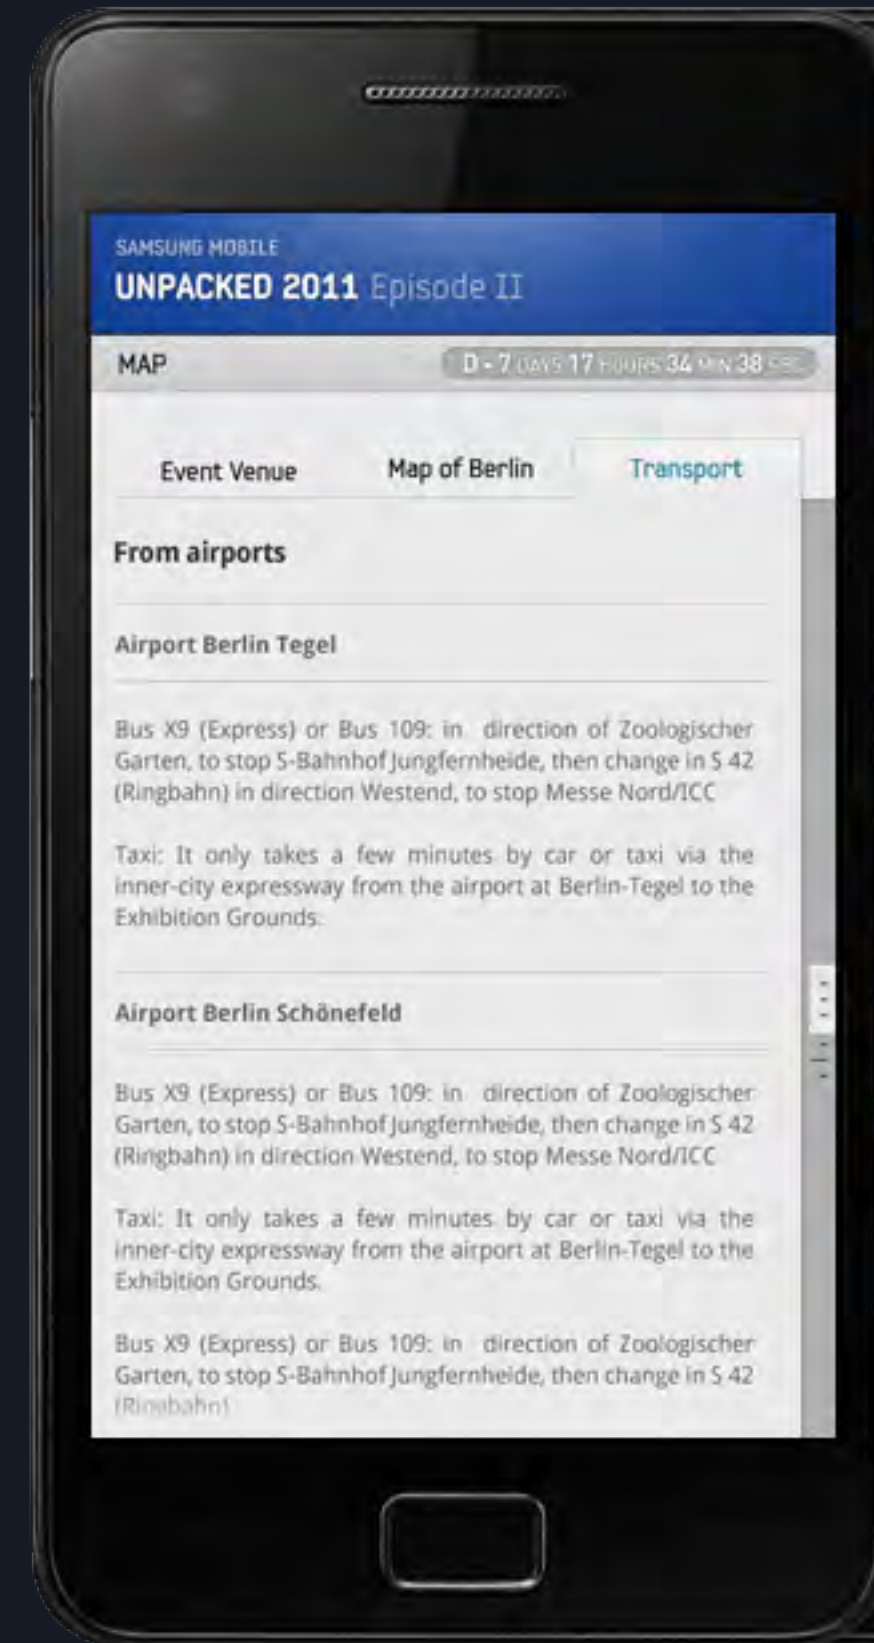 SAMSUNG MOBILE
UNPACKED 2011 Episode II
MAP
D - 7 DAYS 17 HOURS 34 MIN 38 SEC
Event Venue
Map of Berlin
Transport
From airports
Airport Berlin Tegel
Bus X9 (Express) or Bus 109: in direction of Zoologischer
Garten, to stop S-Bahnhof Jungfernheide, then change in S 42
(Ringbahn) in direction Westend, to stop Messe Nord/ICC
Taxi: It only takes a few minutes by car or taxi via the
inner-city expressway from the airport at Berlin-Tegel to the
Exhibition Grounds.
Airport Berlin Schönefeld
Bus X9 (Express) or Bus 109: in direction of Zoologischer
Garten, to stop S-Bahnhof Jungfernheide, then change in S 42
(Ringbahn) in direction Westend, to stop Messe Nord/ICC
Taxi: It only takes a few minutes by car or taxi via the
inner-city expressway from the airport at Berlin-Tegel to the
Exhibition Grounds.
Bus X9 (Express) or Bus 109: in direction of Zoologischer
Garten, to stop S-Bahnhof Jungfernheide, then change in S 42
(Ringbahn)